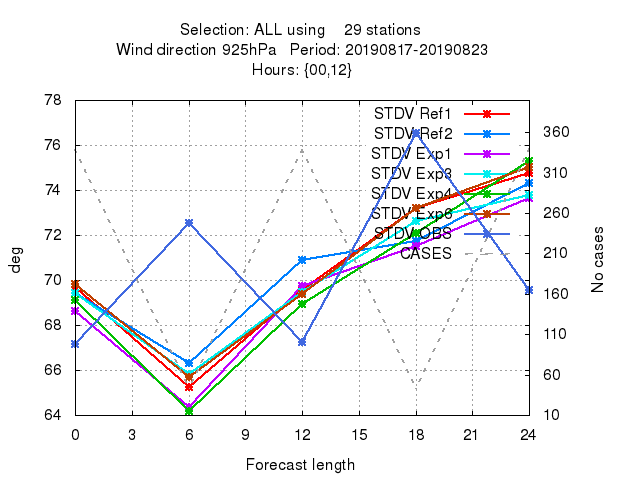 Selection: ALL using 29 stations
Wind direction 925hPa Period: 20190817-20190823
Hours: {00,12}
78
76
74
72
70
68
66
64
deg
360
310
260
210
160
110
60
10
No cases
STDV Ref1
STDV Ref2
STDV Exp1
STDV Exp3
STDV Exp4
STDV Exp6
STDV OBS
CASES
0 3 6 9 12 15 18 21 24
Forecast length